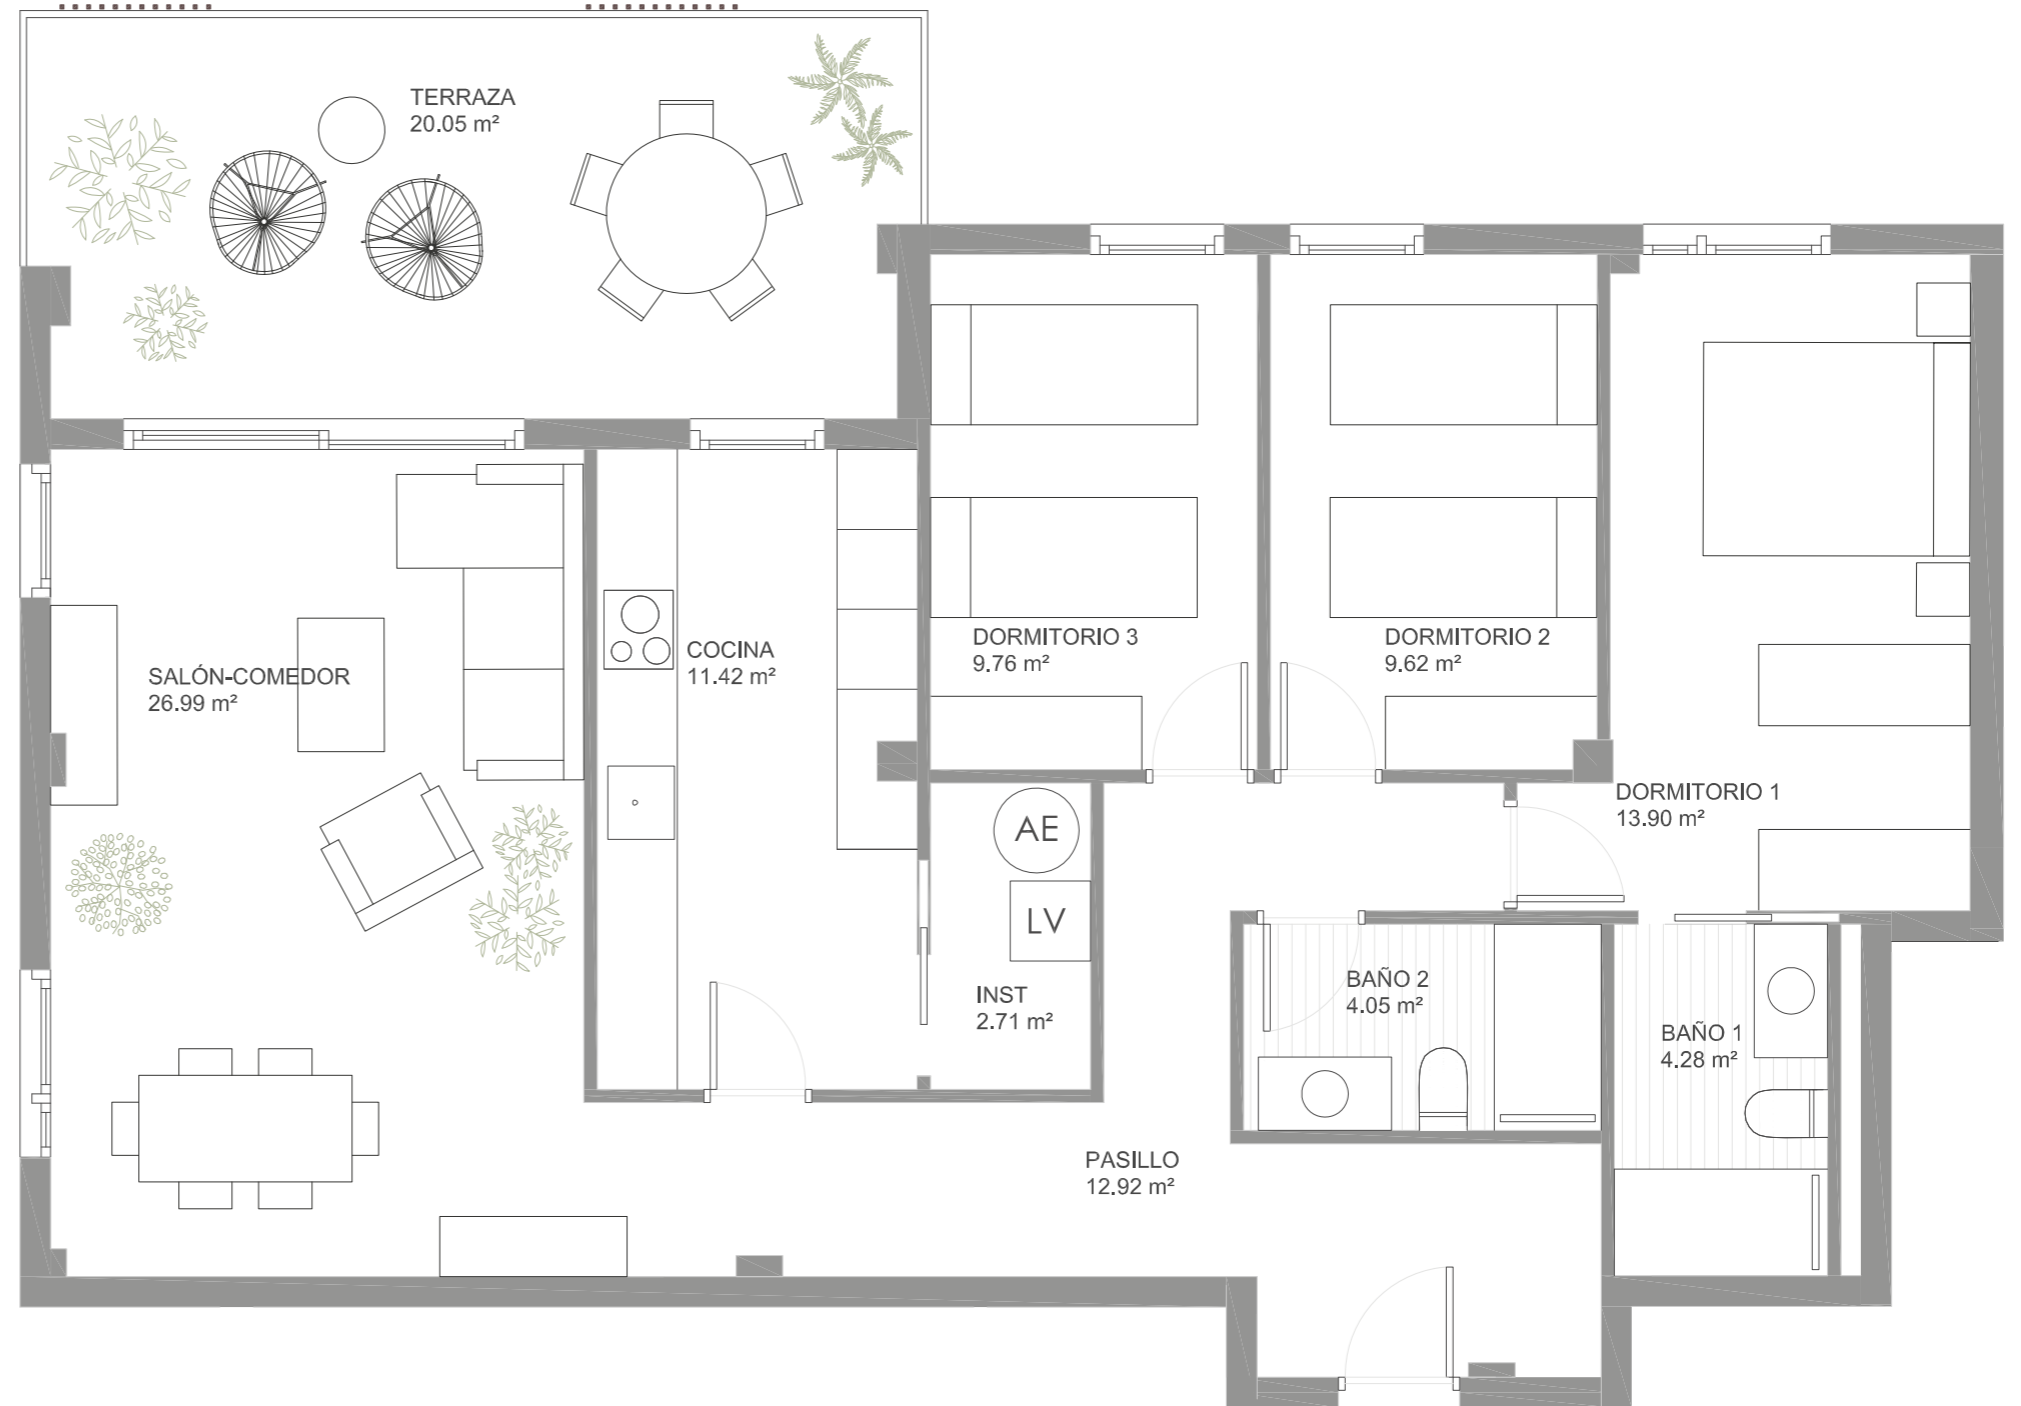 TERRAZA
20.05 m²
SALÓN-COMEDOR
26.99 m²
COCINA
11.42 m²
DORMITORIO 3
9.76 m²
DORMITORIO 2
9.62 m²
DORMITORIO 1
13.90 m²
AE
LV
INST
2.71 m²
BAÑO 2
4.05 m²
BAÑO 1
4.28 m²
PASILLO
12.92 m²